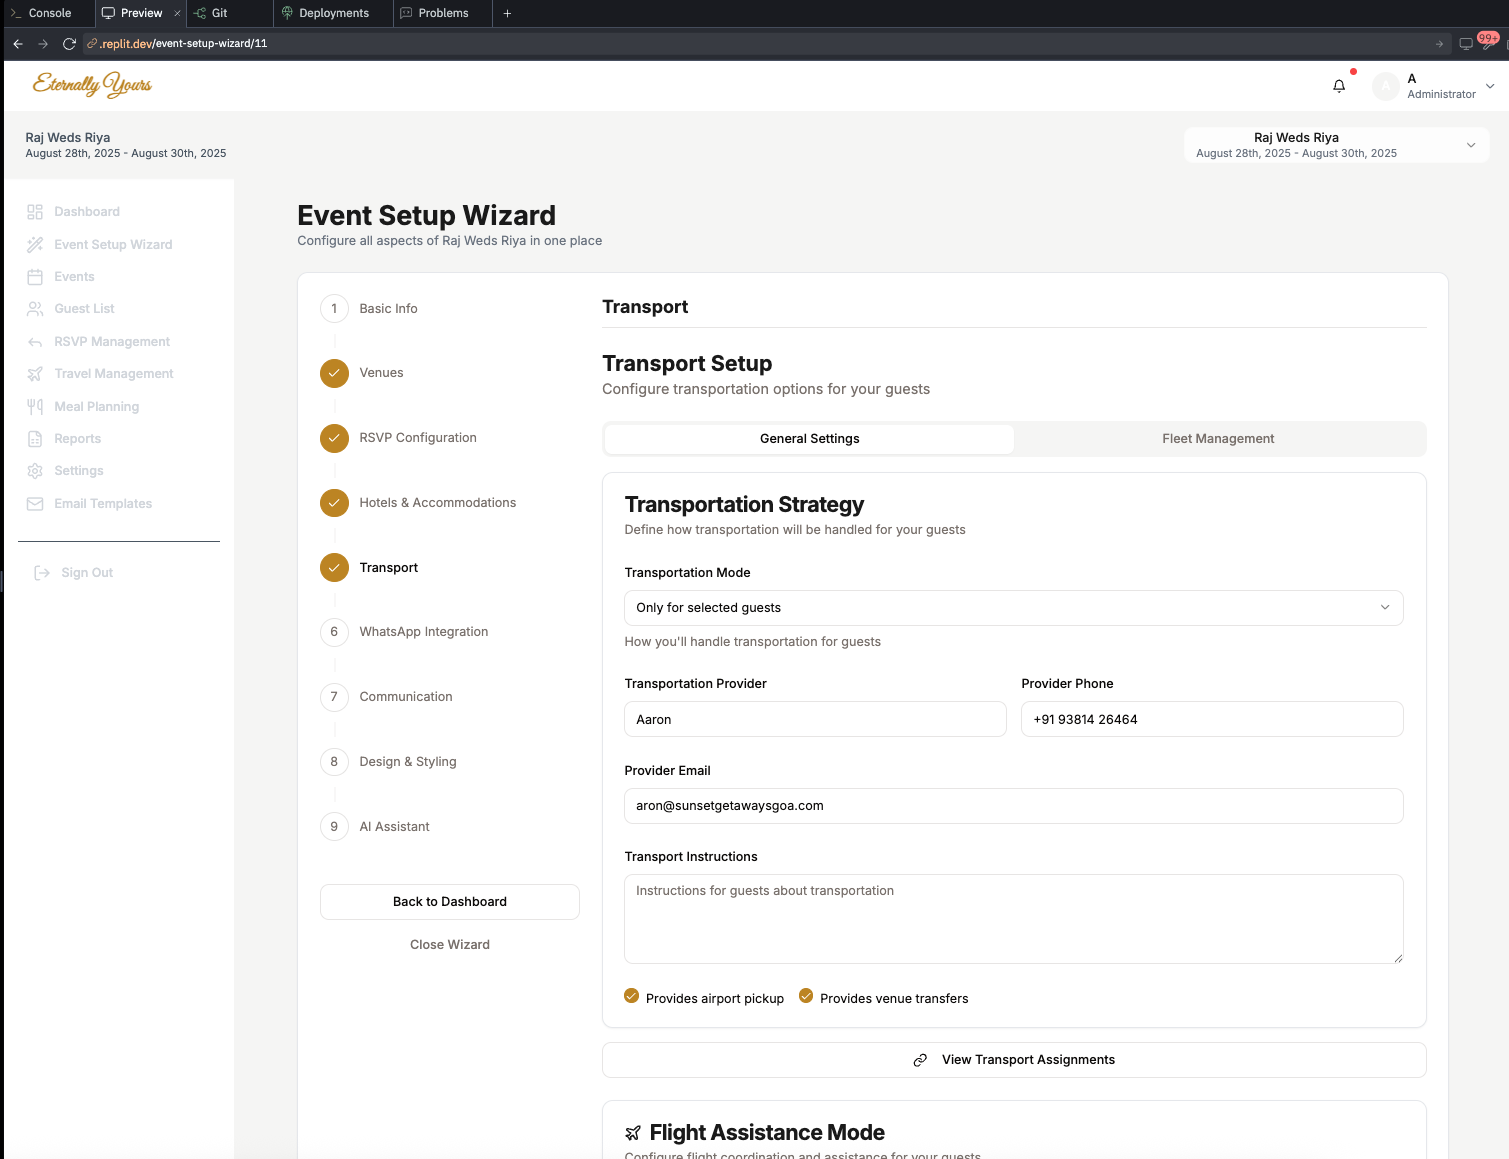 Console
Preview
Git
Deployments
Problems
.replit.dev/event-setup-wizard/11
99+
Eternally Yours
A
A
Administrator
Raj Weds Riya
August 28th, 2025 - August 30th, 2025
Raj Weds Riya
August 28th, 2025 - August 30th, 2025
Dashboard
Event Setup Wizard
Events
Guest List
RSVP Management
Travel Management
Meal Planning
Reports
Settings
Email Templates
Sign Out
Event Setup Wizard
Configure all aspects of Raj Weds Riya in one place
1 Basic Info
Venues
RSVP Configuration
Hotels & Accommodations
Transport
6 WhatsApp Integration
7 Communication
8 Design & Styling
9 AI Assistant
Back to Dashboard
Close Wizard
Transport
Transport Setup
Configure transportation options for your guests
General Settings
Fleet Management
Transportation Strategy
Define how transportation will be handled for your guests
Transportation Mode
Only for selected guests
How you'll handle transportation for guests
Transportation Provider
Provider Phone
Aaron
+91 93814 26464
Provider Email
aron@sunsetgetawaysgoa.com
Transport Instructions
Instructions for guests about transportation
Provides airport pickup
Provides venue transfers
View Transport Assignments
Flight Assistance Mode
Configure flight coordination and assistance for your guests